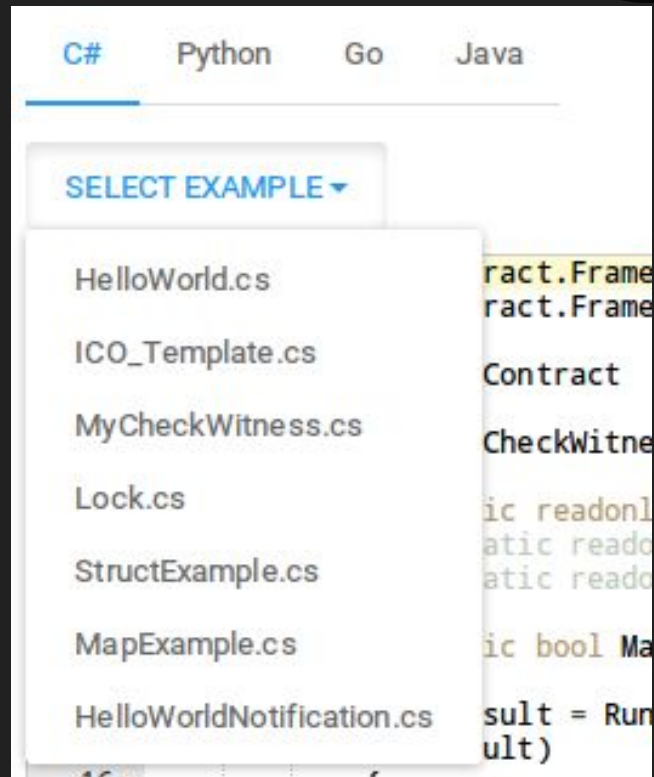 C# Python Go Java
SELECT EXAMPLE
HelloWorld.cs
ICO_Template.cs
MyCheckWitness.cs
Lock.cs
StructExample.cs
MapExample.cs
HelloWorldNotification.cs
ract.Frame
ract.Frame
Contract
CheckWitne
ic readonl
atic reado
atic reado
ic bool Ma
sult = Run
ult)